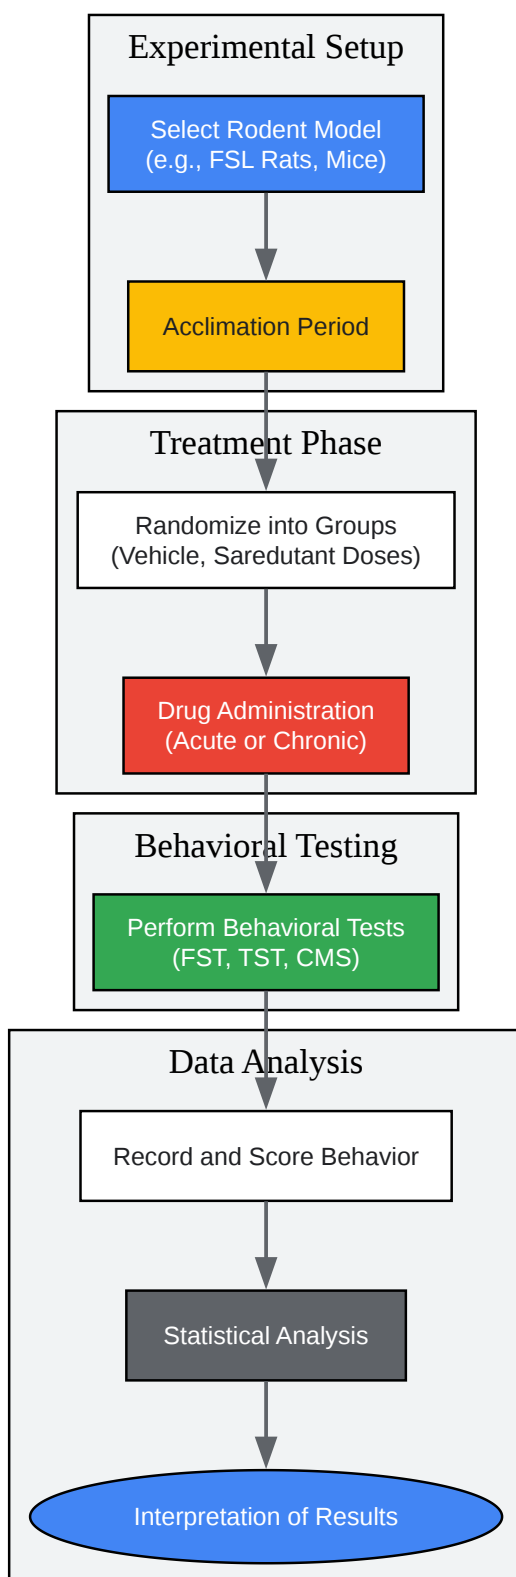 Experimental Setup
Select Rodent Model
(e.g., FSL Rats, Mice)
Acclimation Period
Treatment Phase
Randomize into Groups
(Vehicle, Saredutant Doses)
Drug Administration
(Acute or Chronic)
Behavioral Testing
Perform Behavioral Tests
(FST, TST, CMS)
Data Analysis
Record and Score Behavior
Statistical Analysis
Interpretation of Results